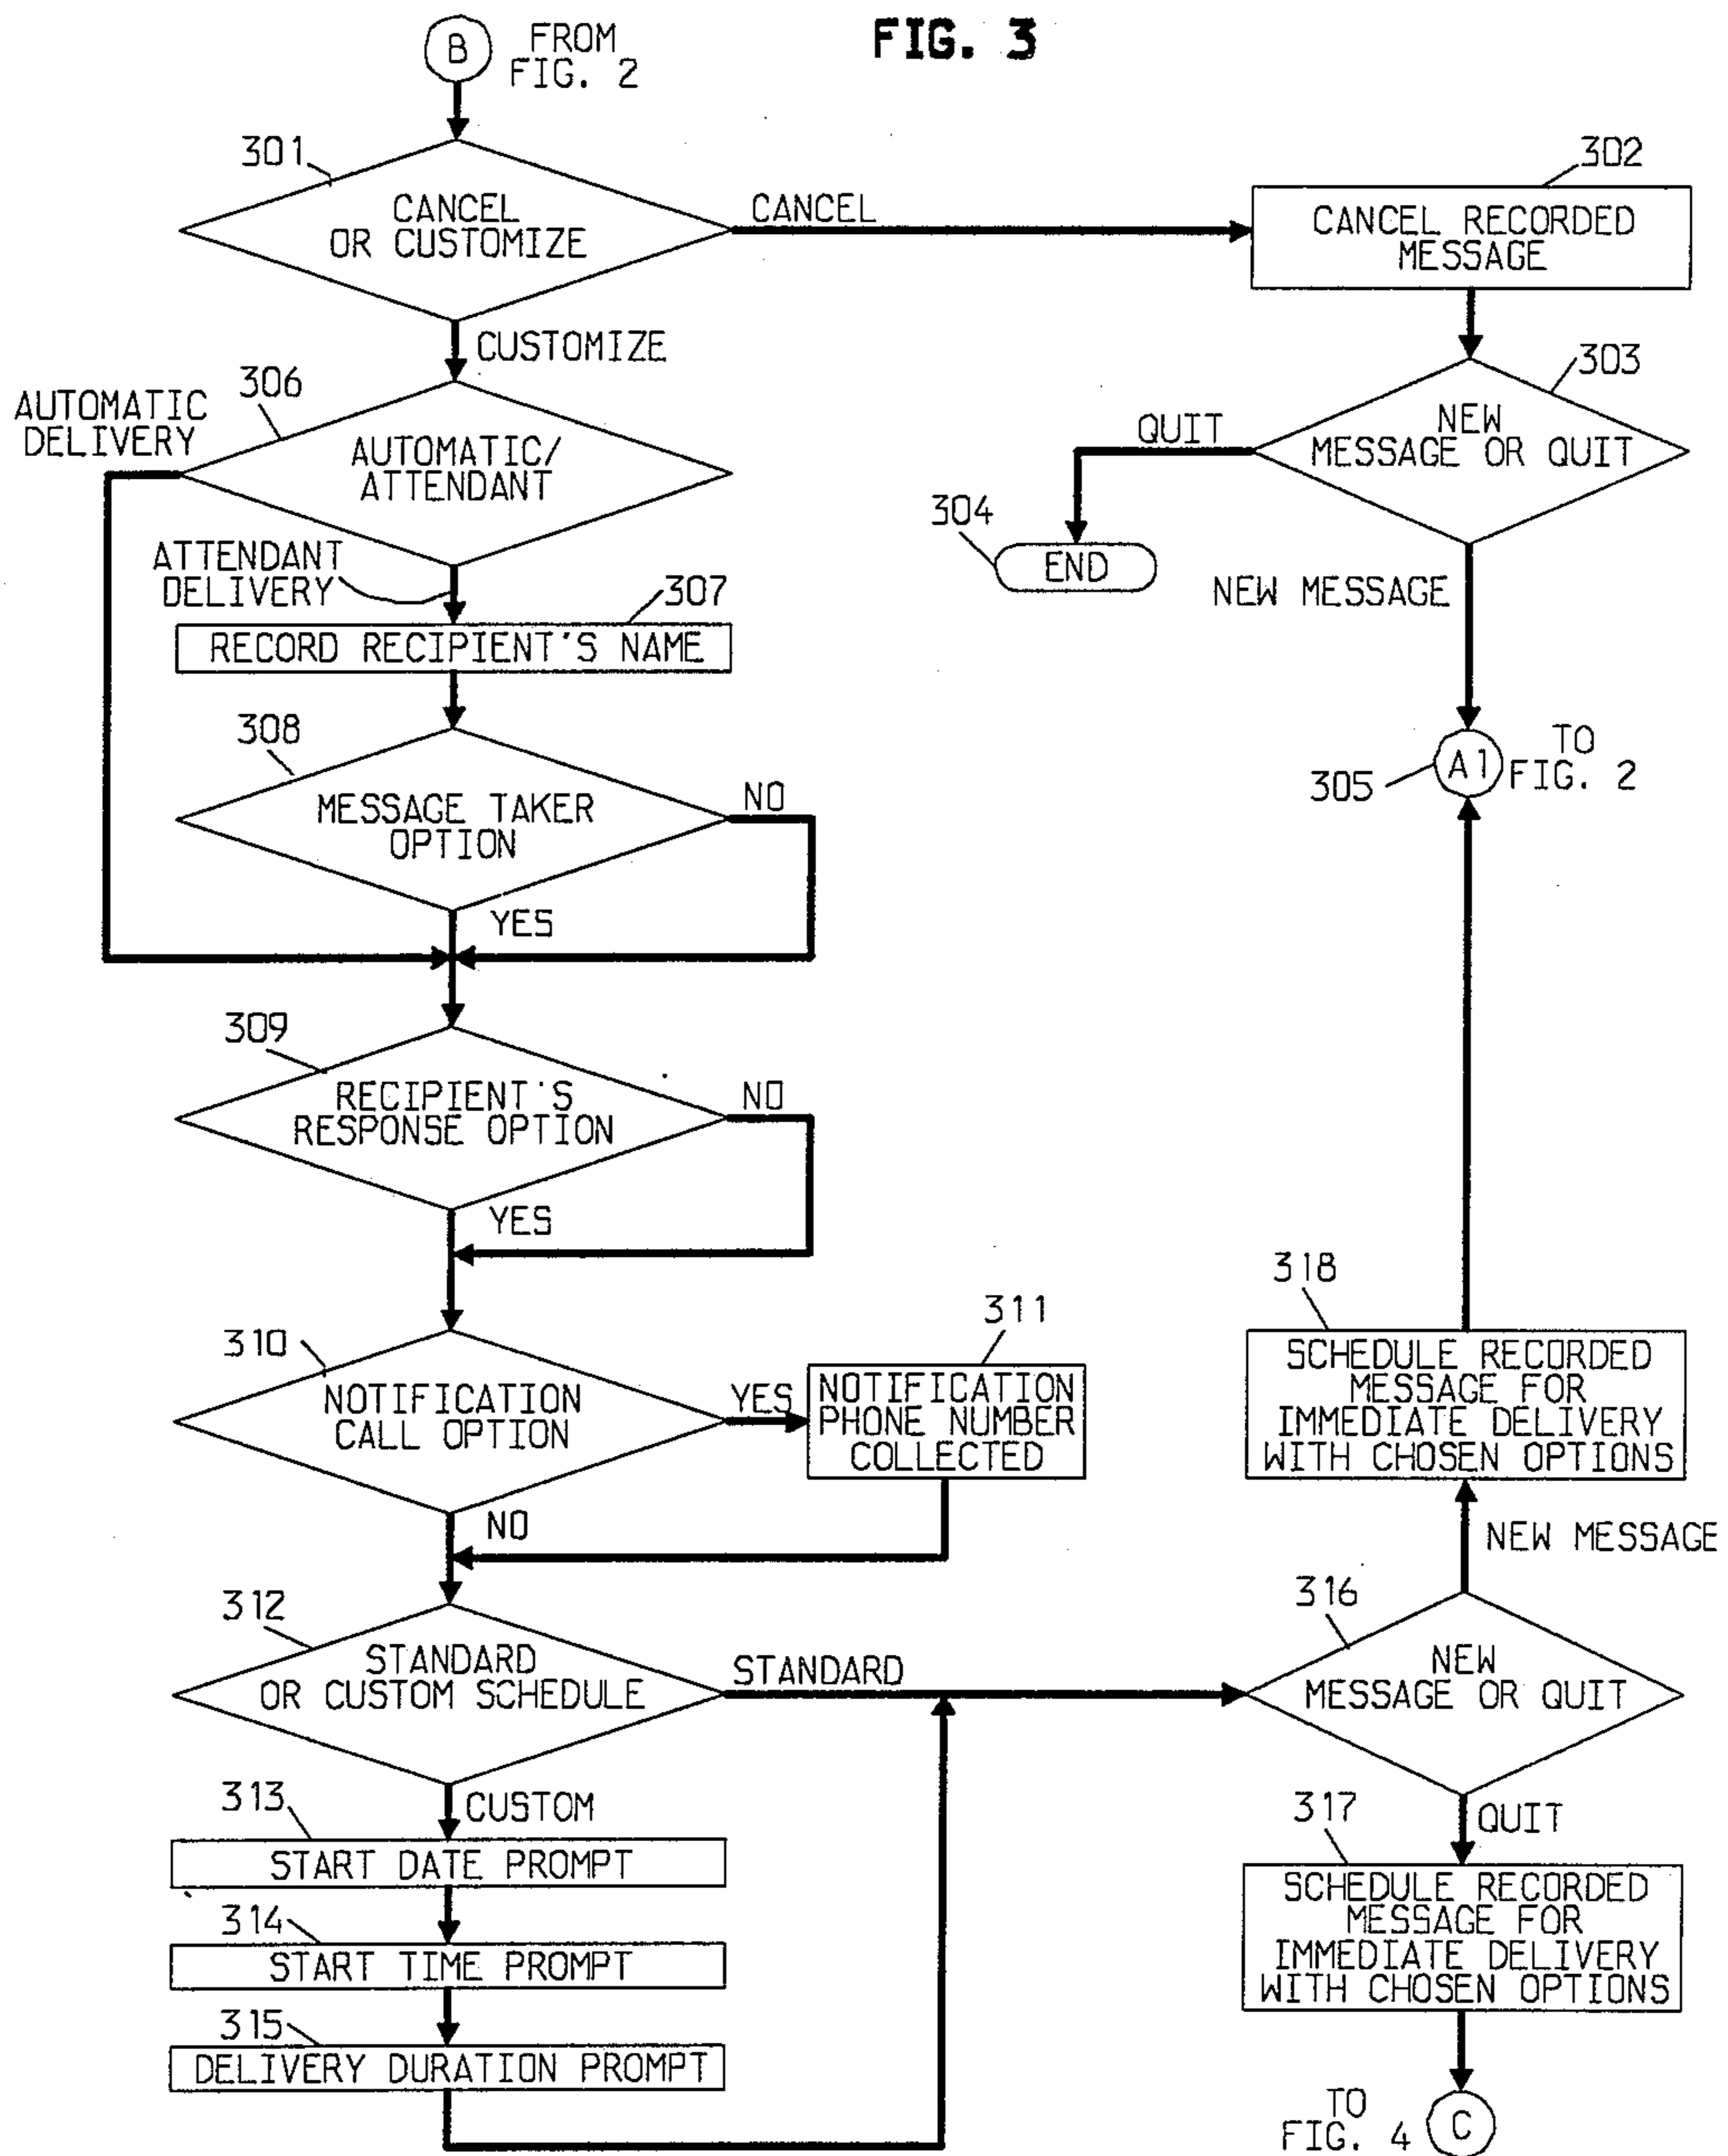 FIG. 3
B
FROM
FIG. 2
301
CANCEL
OR CUSTOMIZE
CANCEL
302
CANCEL RECORDED
MESSAGE
CUSTOMIZE
303
NEW
MESSAGE OR QUIT
QUIT
304
END
NEW MESSAGE
305
A1
TO
FIG. 2
306
AUTOMATIC
DELIVERY
AUTOMATIC/
ATTENDANT
ATTENDANT
DELIVERY
307
RECORD RECIPIENT'S NAME
308
MESSAGE TAKER
OPTION
NO
YES
309
RECIPIENT'S
RESPONSE OPTION
NO
YES
310
NOTIFICATION
CALL OPTION
YES
311
NOTIFICATION
PHONE NUMBER
COLLECTED
NO
318
SCHEDULE RECORDED
MESSAGE FOR
IMMEDIATE DELIVERY
WITH CHOSEN OPTIONS
NEW MESSAGE
312
STANDARD
OR CUSTOM SCHEDULE
STANDARD
316
NEW
MESSAGE OR QUIT
CUSTOM
313
START DATE PROMPT
314
START TIME PROMPT
315
DELIVERY DURATION PROMPT
QUIT
317
SCHEDULE RECORDED
MESSAGE FOR
IMMEDIATE DELIVERY
WITH CHOSEN OPTIONS
TO
FIG. 4
C